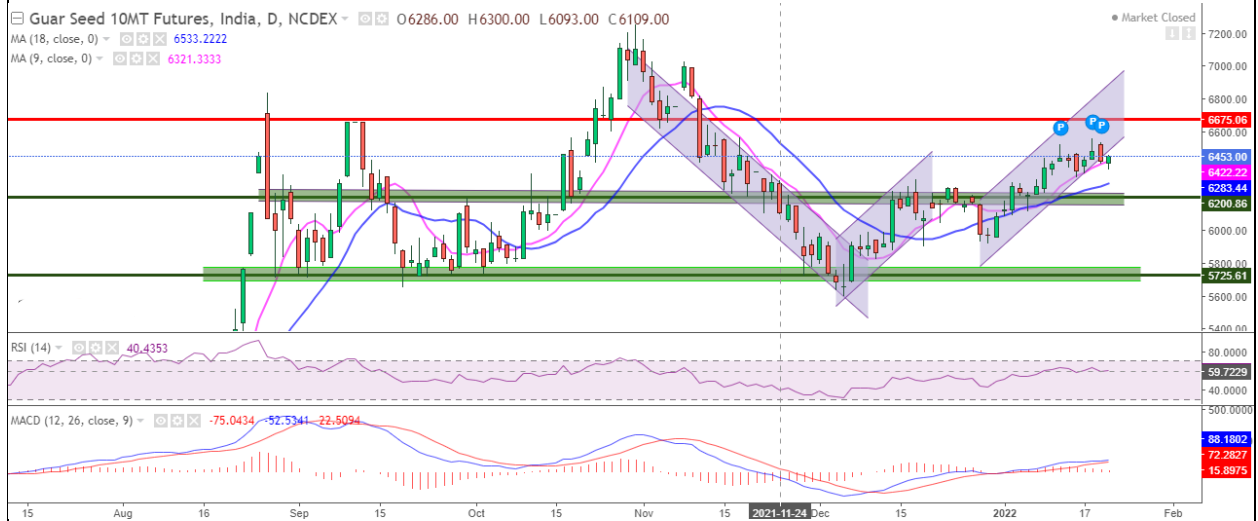 Guar Seed 10MT Futures, India, D, NCDEX O6286.00 H6300.00 L6093.00 C6109.00
Market Closed
MA (18, close, 0) 6533.2222
MA (9, close, 0) 6321.3333
7200.00
7000.00
6800.00
6675.06
6600.00
P P P
6453.00
6422.22
6283.44
6200.86
6000.00
5800.00
5725.61
5600.00
5400.00
RSI (14) 40.4353
80.0000
59.7229
40.0000
MACD (12, 26, close, 9) -75.0434 -52.5341 22.5094
500.0000
88.1802
72.2827
15.8975
15 Aug 16 Sep 15 Oct 15 Nov 15 2021-11-24 Dec 15 2022 17 Feb